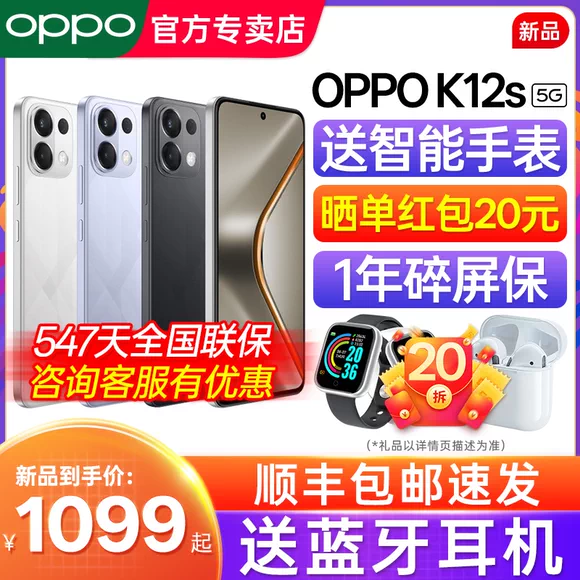 oppo 官方专卖店
新品
OPPO K12s 5G
送智能手表
晒单红包20元
1年碎屏保
547天全国联保
咨询客服有优惠
20
36
20
拆
(*礼品以详情页描述为准)
新品到手价:
¥1099起
顺丰包邮速发
送蓝牙耳机